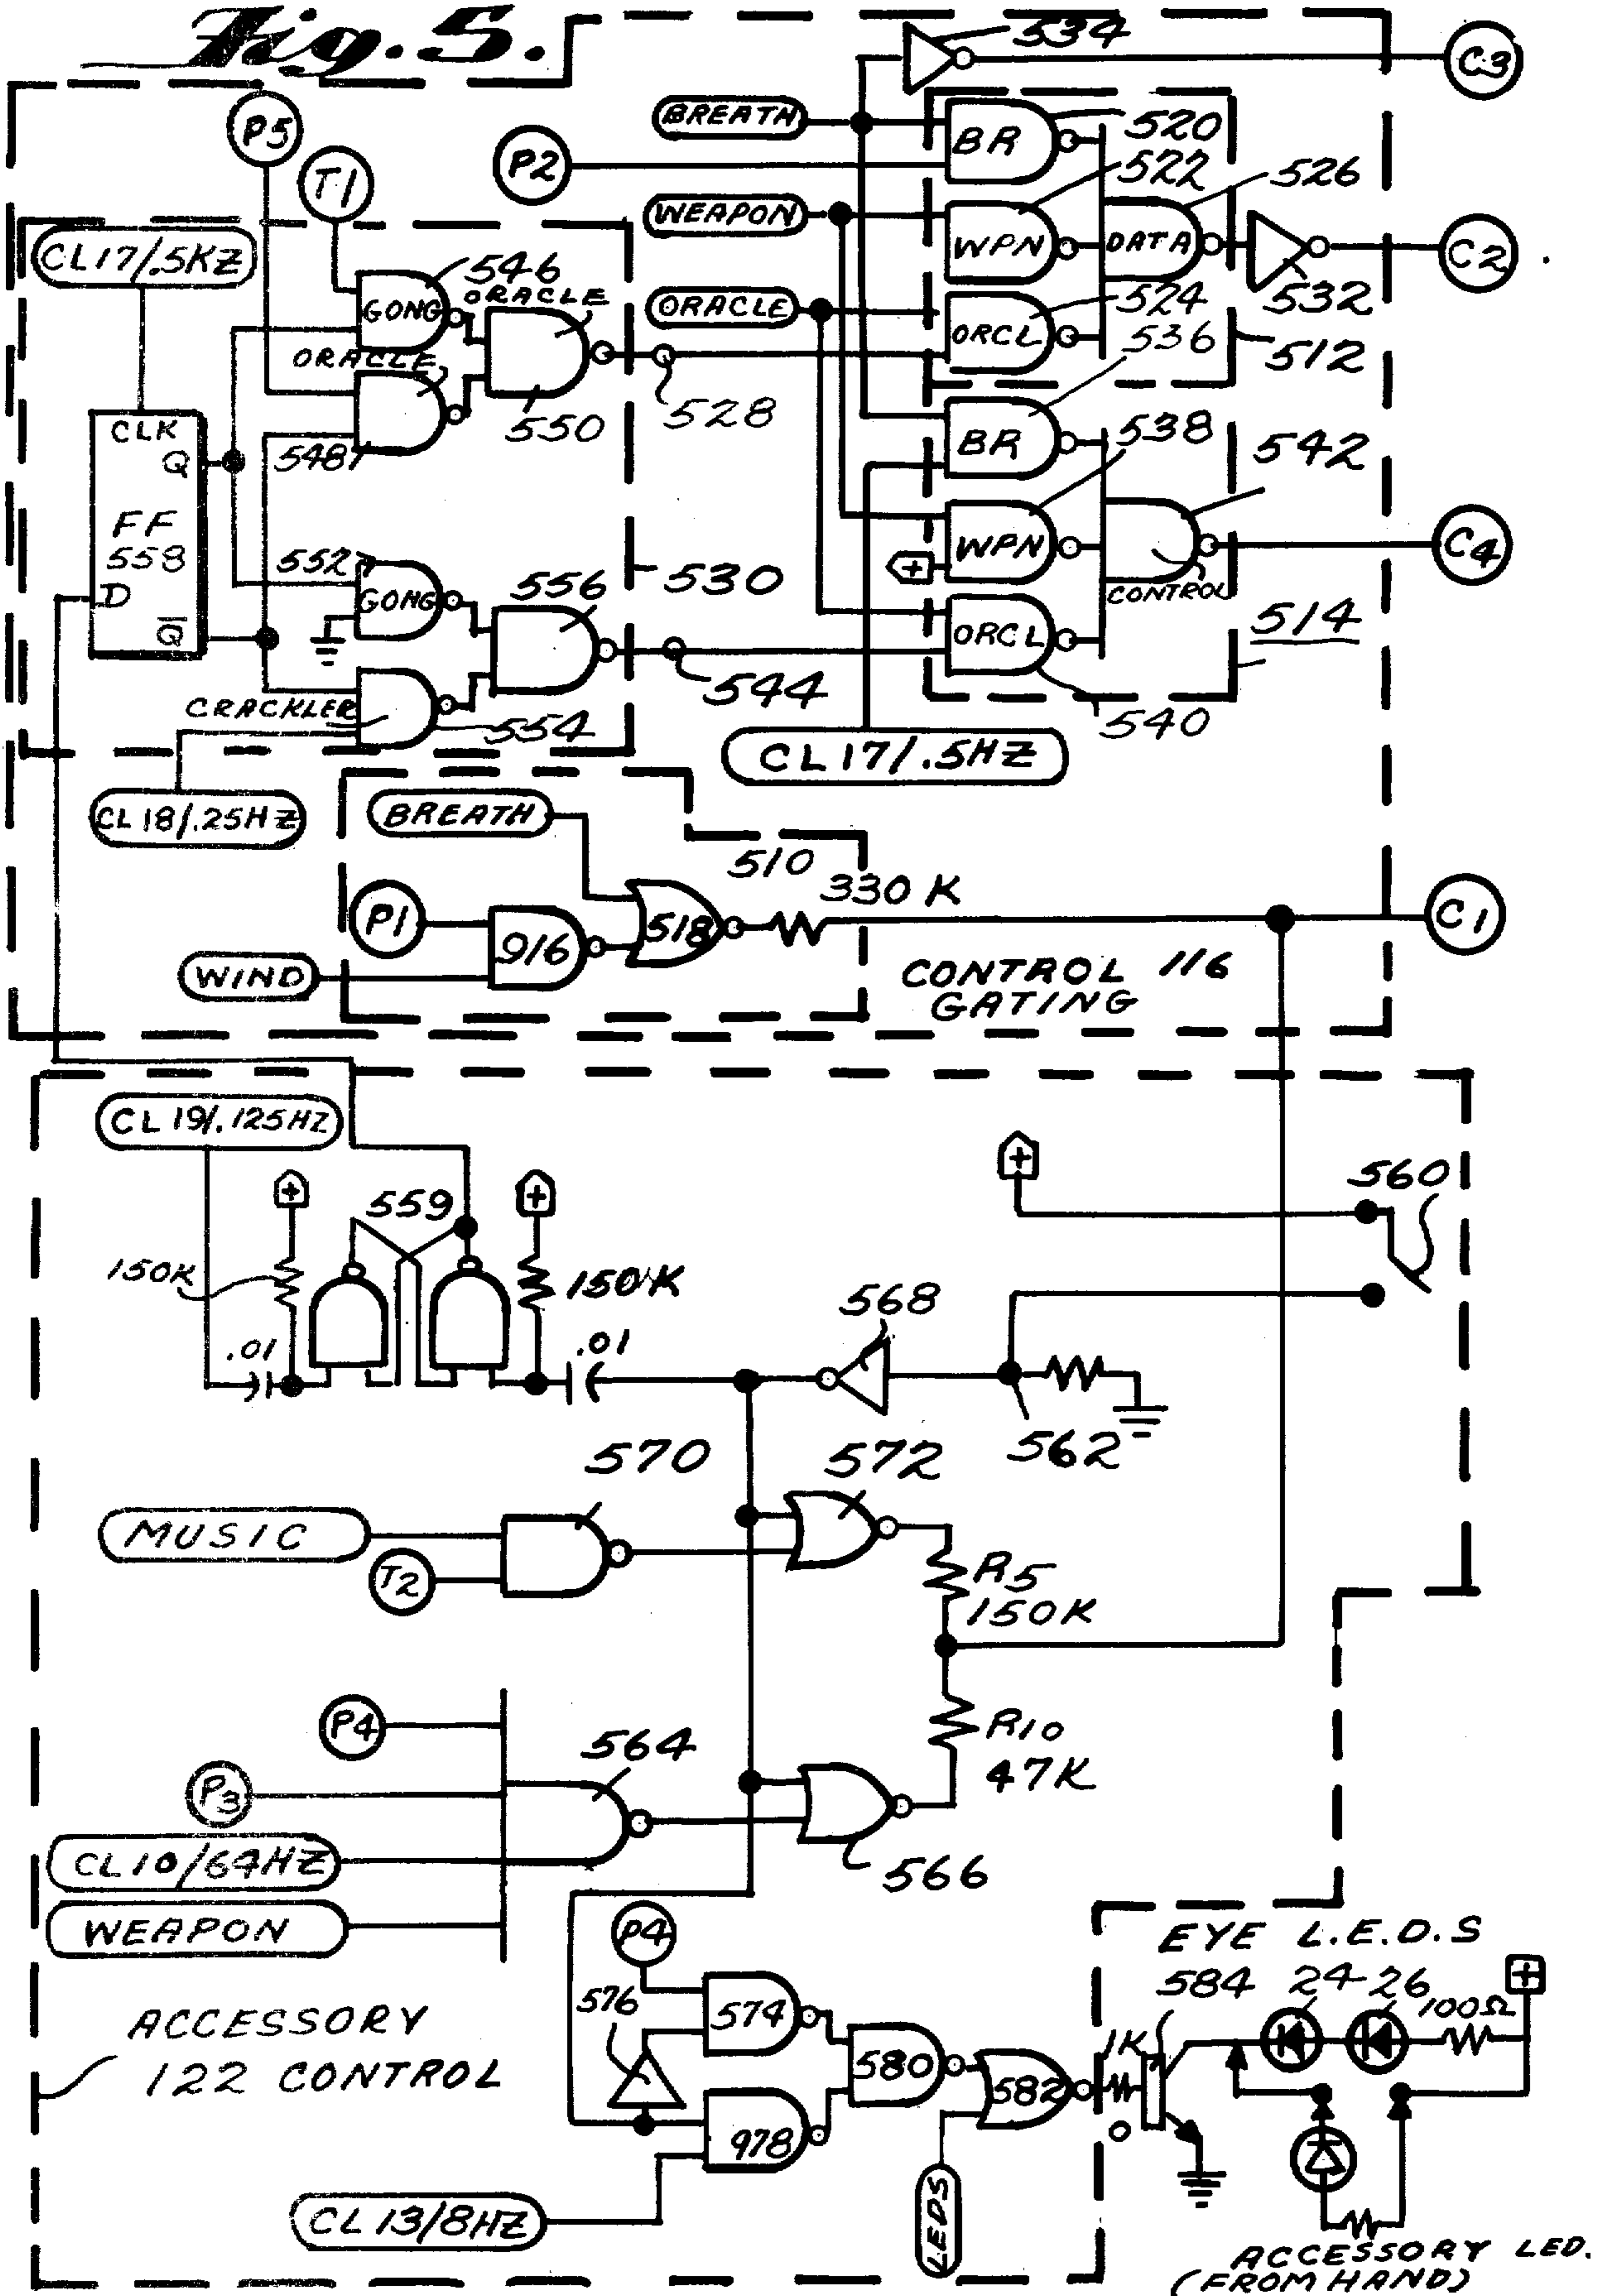 Fig. 5.
534
C3
P5
BREATH
BR
520
T1
P2
522
526
WEAPON
WPN
DATA
C2
CL17/.5KZ
546
ORACLE
GONG
ORACLE
524
532
ORCL
536
512
ORACLE
550
528
548
CLK
Q
BR
538
542
FF
558
D
Q
552
GONG
556
530
WPN
+
CONTROL
C4
ORCL
514
544
540
CRACKLER
554
CL17/.5HZ
CL18/.25HZ
BREATH
510
330 K
P1
916
518
C1
WIND
CONTROL 116
GATING
CL19/.125HZ
+
+
+
560
559
150K
150K
568
.01
.01
562
570
572
MUSIC
T2
R5
150K
P4
564
R10
47K
P3
CL10/64HZ
566
WEAPON
P4
EYE L.E.D.S
584 24 26
100Ω
+
576
574
1K
ACCESSORY
122 CONTROL
580
582
978
O
LEDS
CL13/8HZ
ACCESSORY LED.
(FROM HAND)